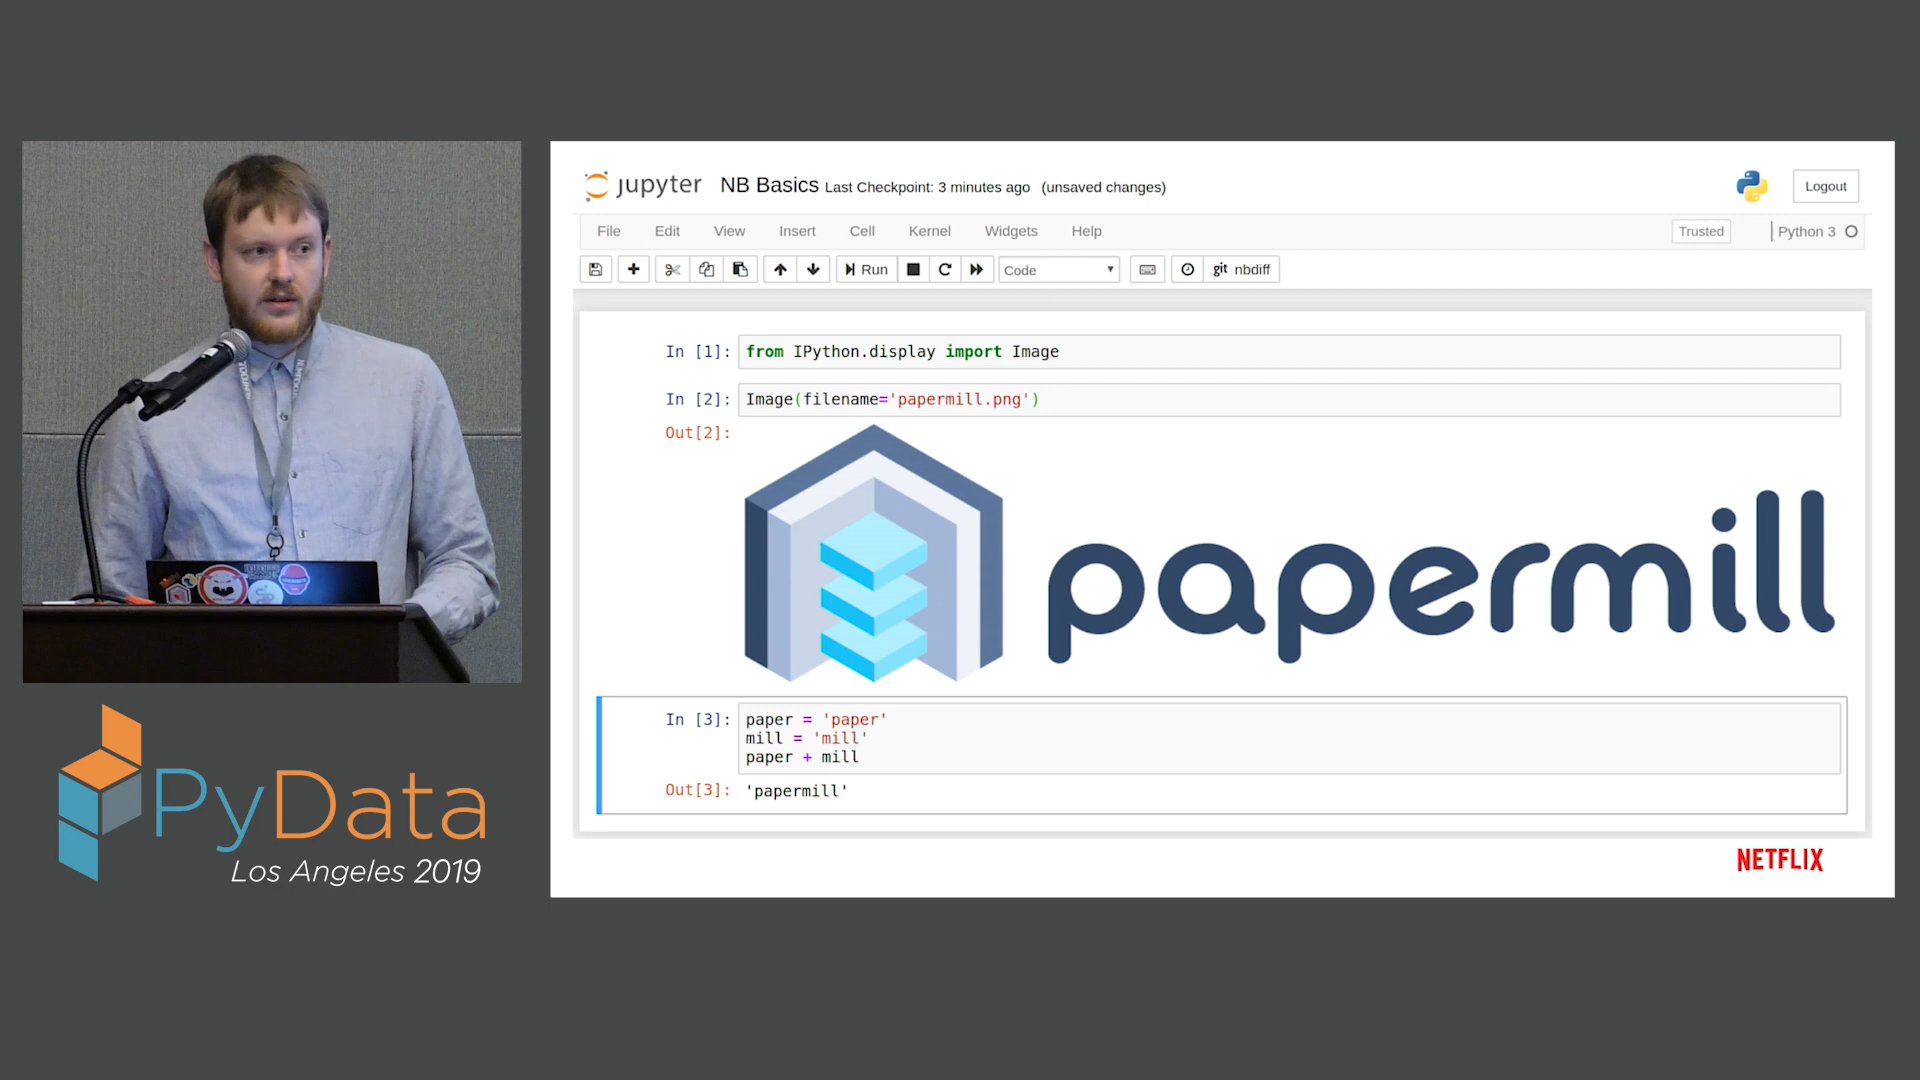 jupyter NB Basics Last Checkpoint: 3 minutes ago (unsaved changes) Logout
File Edit View Insert Cell Kernel Widgets Help Trusted Python 3
Run Code git nbdiff
In [1]: from IPython.display import Image
In [2]: Image(filename='papermill.png')
Out[2]:
papermill
In [3]: paper = 'paper'
mill = 'mill'
paper + mill
Out[3]: 'papermill'
NETFLIX
PyData
Los Angeles 2019